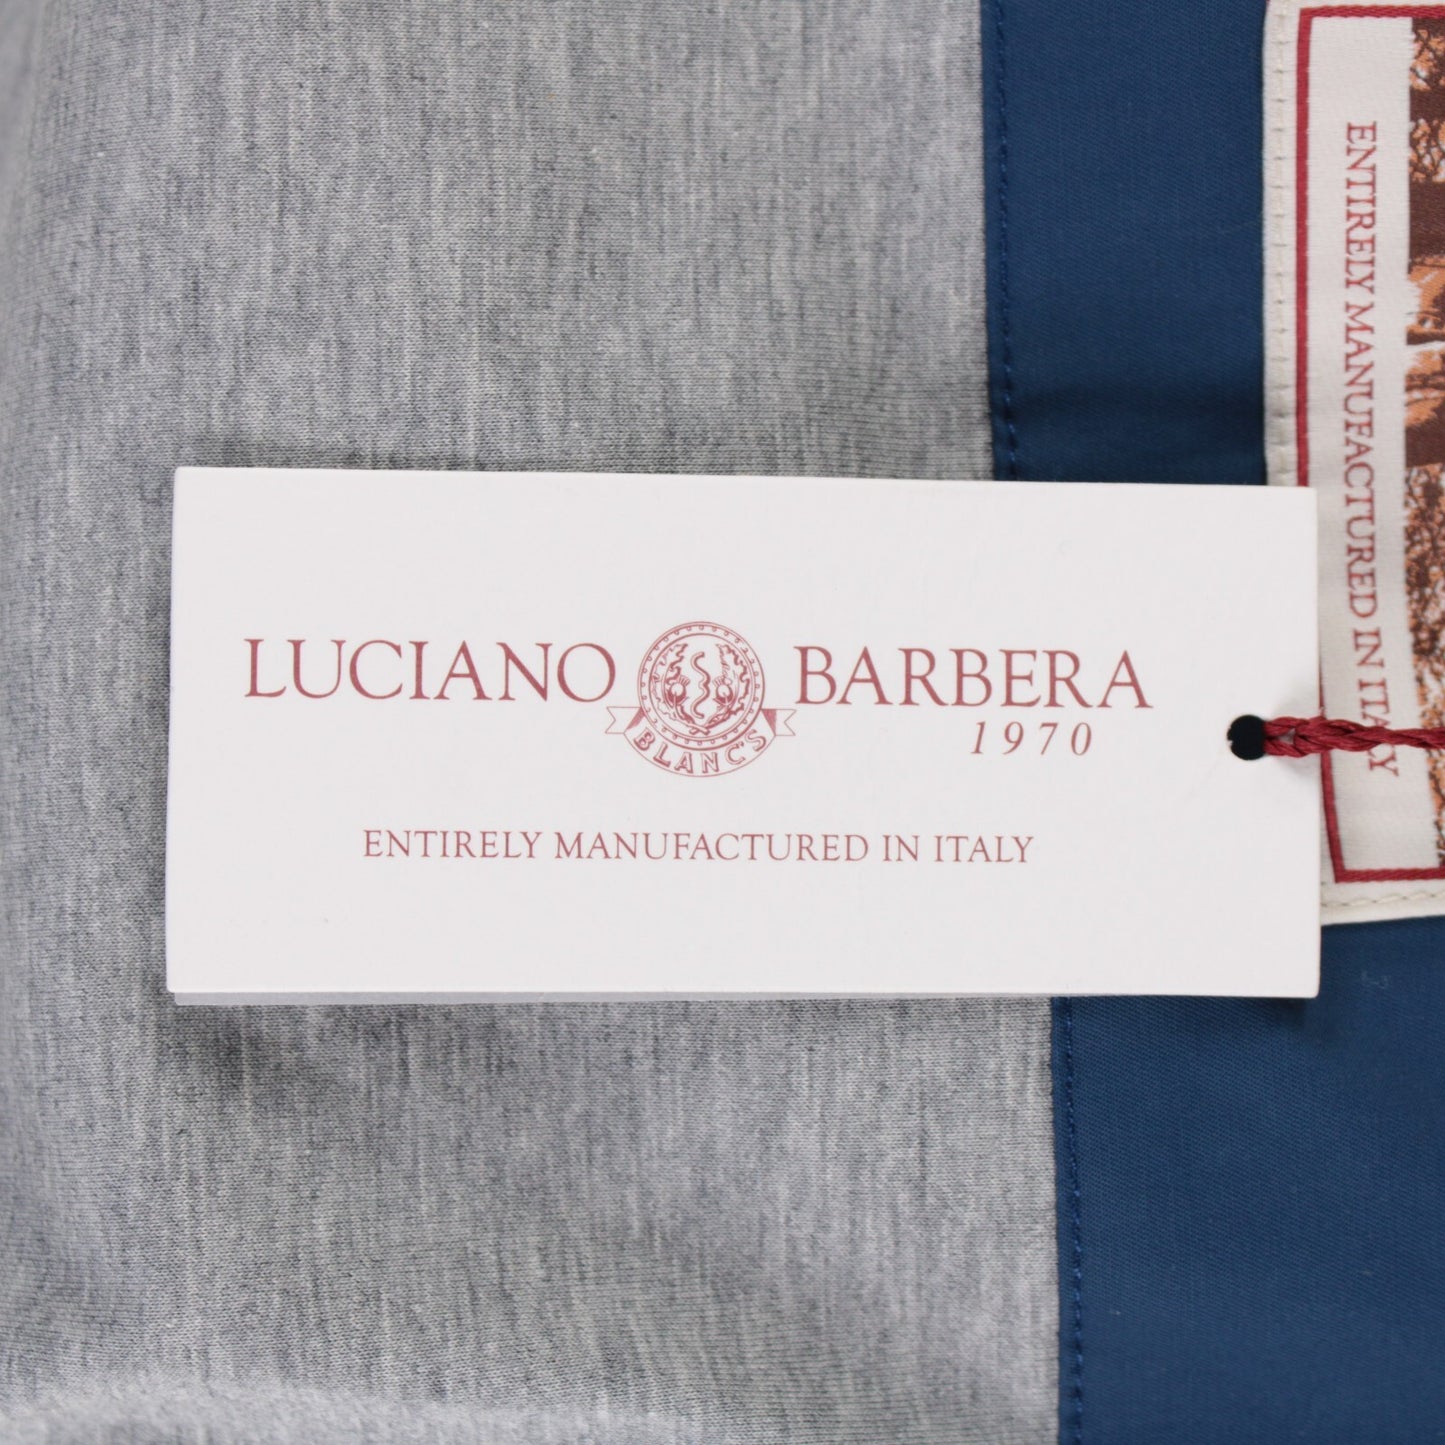 LUCIANO BARBERA
BLANC'S
1970
ENTIRELY MANUFACTURED IN ITALY
ENTIRELY MANUFACTURED IN ITALY